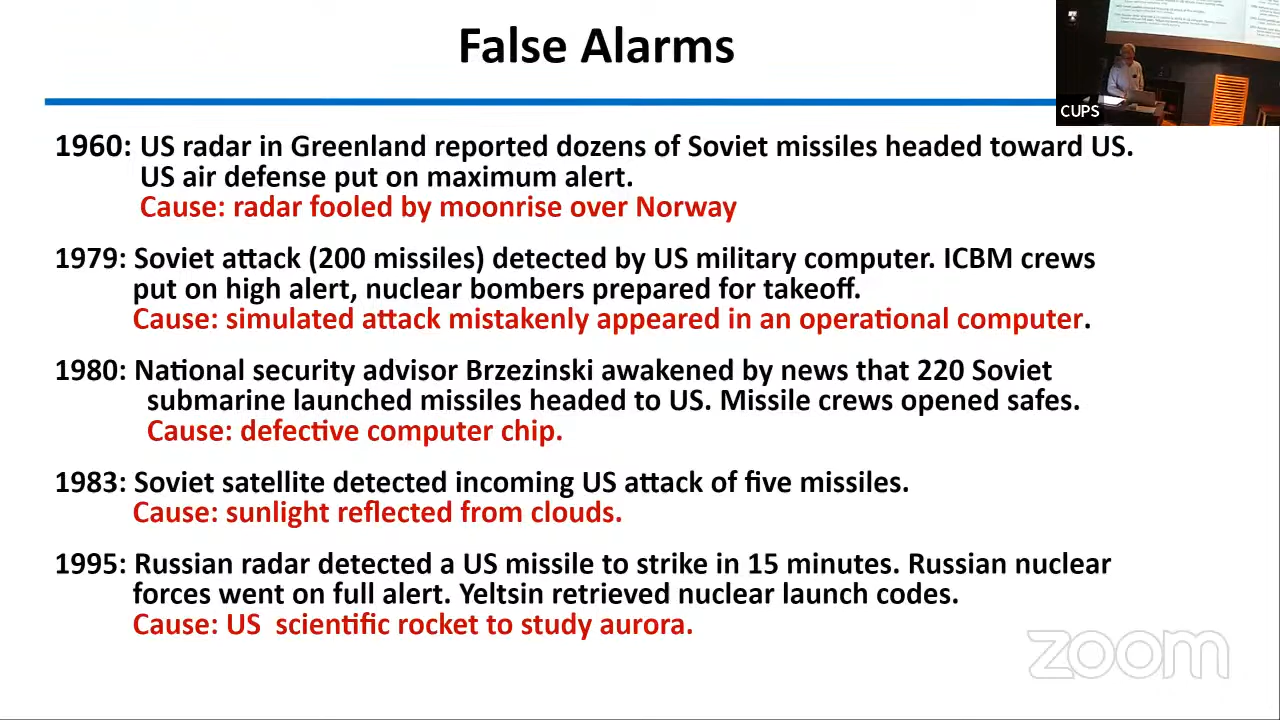 False Alarms
CUPS
1960: US radar in Greenland reported dozens of Soviet missiles headed toward US.
US air defense put on maximum alert.
Cause: radar fooled by moonrise over Norway
1979: Soviet attack (200 missiles) detected by US military computer. ICBM crews
put on high alert, nuclear bombers prepared for takeoff.
Cause: simulated attack mistakenly appeared in an operational computer.
1980: National security advisor Brzezinski awakened by news that 220 Soviet
submarine launched missiles headed to US. Missile crews opened safes.
Cause: defective computer chip.
1983: Soviet satellite detected incoming US attack of five missiles.
Cause: sunlight reflected from clouds.
1995: Russian radar detected a US missile to strike in 15 minutes. Russian nuclear
forces went on full alert. Yeltsin retrieved nuclear launch codes.
Cause: US scientific rocket to study aurora.
zoom